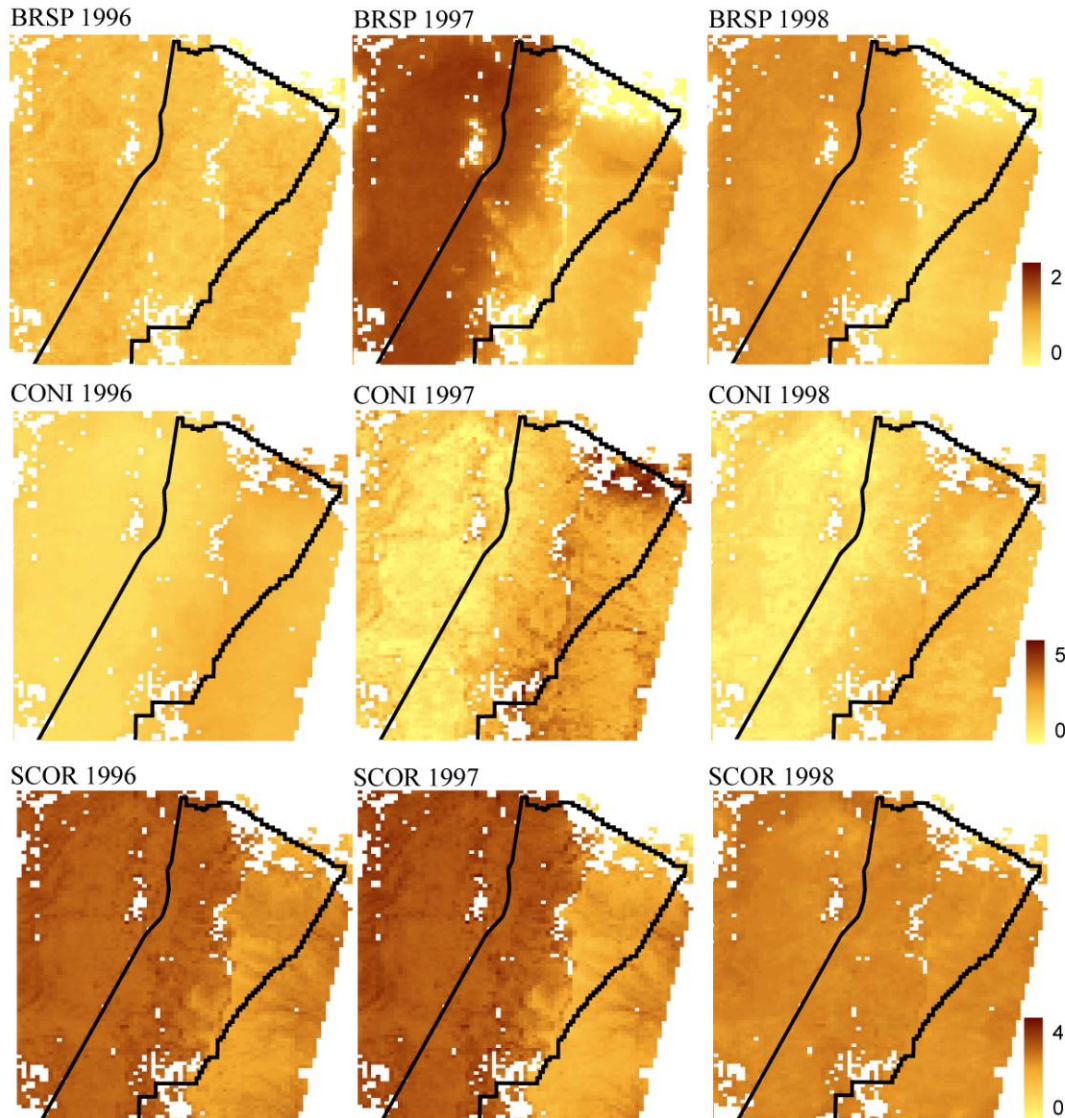 BRSP 1996
BRSP 1997
BRSP 1998
2
0
CONI 1996
CONI 1997
CONI 1998
5
0
SCOR 1996
SCOR 1997
SCOR 1998
4
0